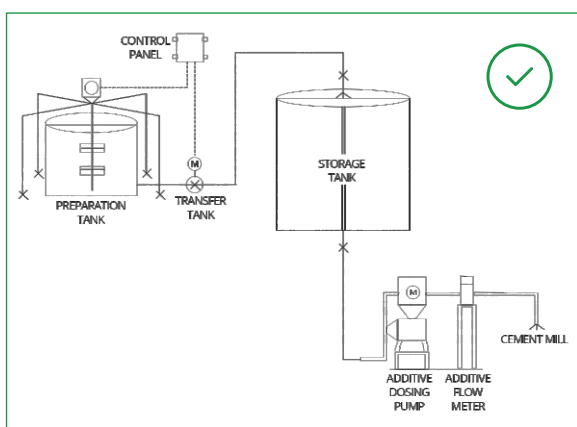 CONTROL
PANEL
M
TRANSFER
TANK
PREPARATION
TANK
STORAGE
TANK
M
CEMENT MILL
ADDITIVE
DOSING
PUMP
ADDITIVE
FLOW
METER